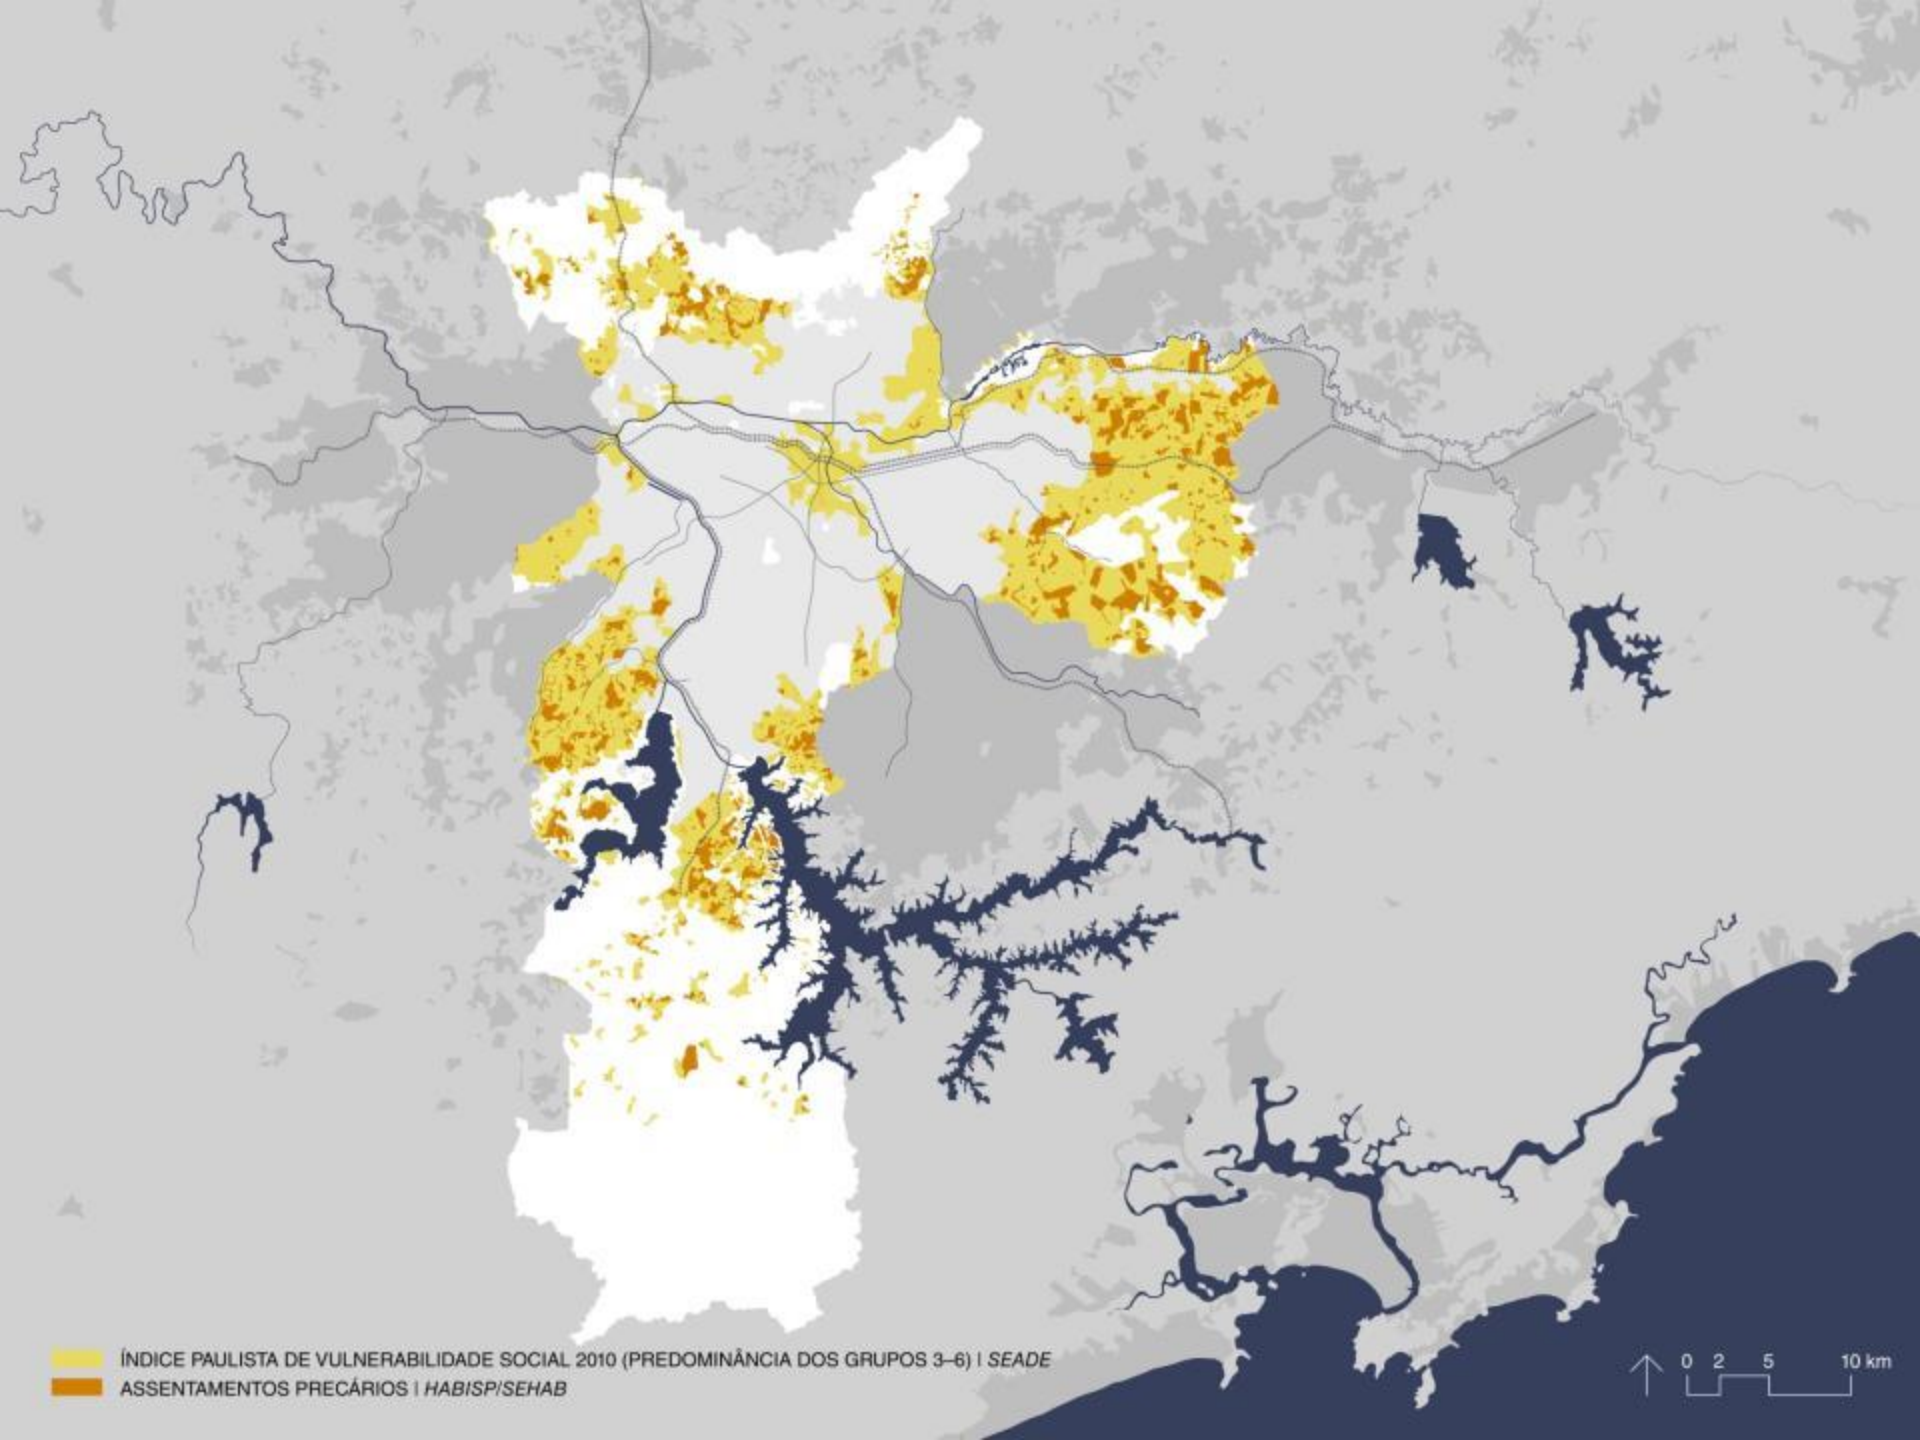 ÍNDICE PAULISTA DE VULNERABILIDADE SOCIAL 2010 (PREDOMINÂNCIA DOS GRUPOS 3–6) | SEADE
ASSENTAMENTOS PRECÁRIOS | HABISP/SEHAB
0 2 5 10 km